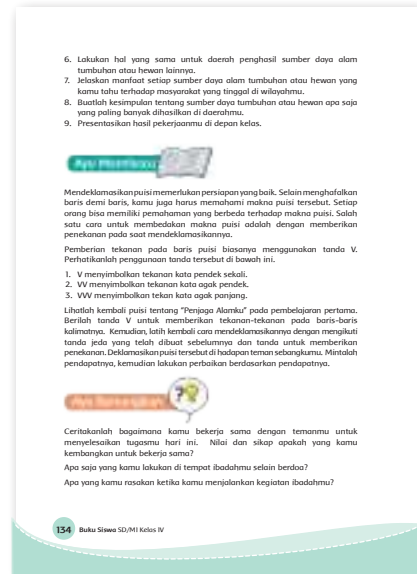 6. Lakukan hal yang sama untuk daerah penghasil sumber daya alam
tumbuhan atau hewan lainnya.
7. Jelaskan manfaat setiap sumber daya alam tumbuhan atau hewan yang
kamu tahu terhadap masyarakat yang tinggal di wilayahmu.
8. Buatlah kesimpulan tentang sumber daya tumbuhan atau hewan apa saja
yang paling banyak dihasilkan di daerahmu.
9. Presentasikan hasil pekerjaanmu di depan kelas.
Mendeklamasikan puisi memerlukan persiapan yang baik. Selain menghafalkan
baris demi baris, kamu juga harus memahami makna puisi tersebut. Setiap
orang bisa memiliki pemahaman yang berbeda terhadap makna puisi. Salah
satu cara untuk membedakan makna puisi adalah dengan memberikan
penekanan pada saat mendeklamasikannya.
Pemberian tekanan pada baris puisi biasanya menggunakan tanda V.
Perhatikanlah penggunaan tanda tersebut di bawah ini.
1. V menyimbolkan tekanan kata pendek sekali.
2. VV menyimbolkan tekanan kata agak pendek.
3. VVV menyimbolkan tekan kata agak panjang.
Lihatlah kembali puisi tentang "Penjaga Alamku" pada pembelajaran pertama.
Berilah tanda V untuk memberikan tekanan-tekanan pada baris-baris
kalimatnya. Kemudian, latih kembali cara mendeklamasikannya dengan mengikuti
tanda jeda yang telah dibuat sebelumnya dan tanda untuk memberikan
penekanan. Deklamasikan puisi tersebut di hadapan teman sebangkumu. Mintalah
pendapatnya, kemudian lakukan perbaikan berdasarkan pendapatnya.
Ayo Renungkan
Ceritakanlah bagaimana kamu bekerja sama dengan temanmu untuk
menyelesaikan tugasmu hari ini. Nilai dan sikap apakah yang kamu
kembangkan untuk bekerja sama?
Apa saja yang kamu lakukan di tempat ibadahmu selain berdoa?
Apa yang kamu rasakan ketika kamu menjalankan kegiatan ibadahmu?
134 Buku Siswa SD/MI Kelas IV